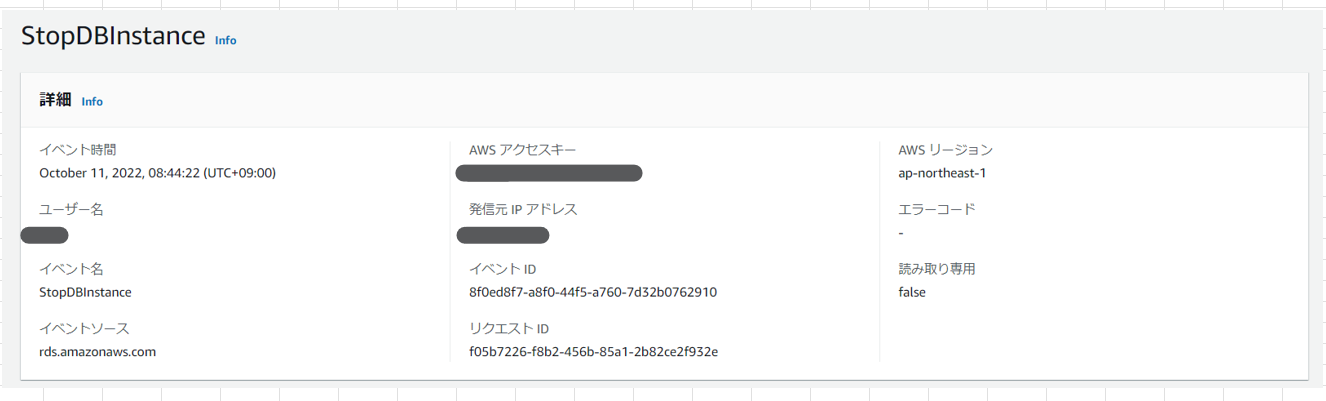 StopDBInstance Info
詳細 Info
イベント時間
October 11, 2022, 08:44:22 (UTC+09:00)
ユーザー名
イベント名
StopDBInstance
イベントソース
rds.amazonaws.com
AWS アクセスキー
発信元 IP アドレス
イベント ID
8f0ed8f7-a8f0-44f5-a760-7d32b0762910
リクエスト ID
f05b7226-f8b2-456b-85a1-2b82ce2f932e
AWS リージョン
ap-northeast-1
エラーコード
-
読み取り専用
false